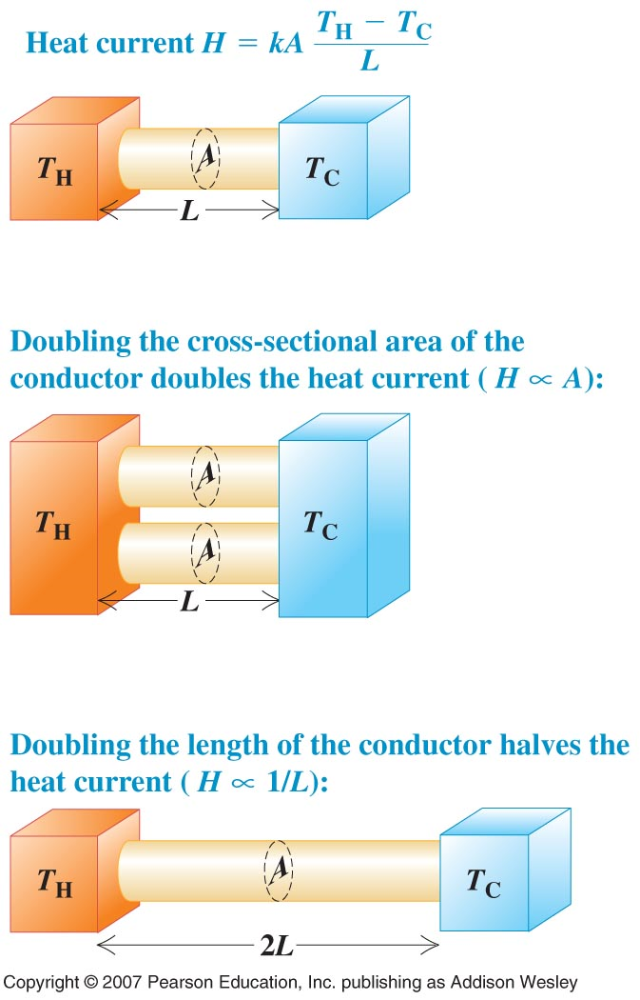 Heat current H = kA (T_H − T_C)/L
T_H A T_C
L
Doubling the cross-sectional area of the
conductor doubles the heat current ( H ∝ A):
A
T_H T_C
A
L
Doubling the length of the conductor halves the
heat current ( H ∝ 1/L):
T_H A T_C
2L
Copyright © 2007 Pearson Education, Inc. publishing as Addison Wesley